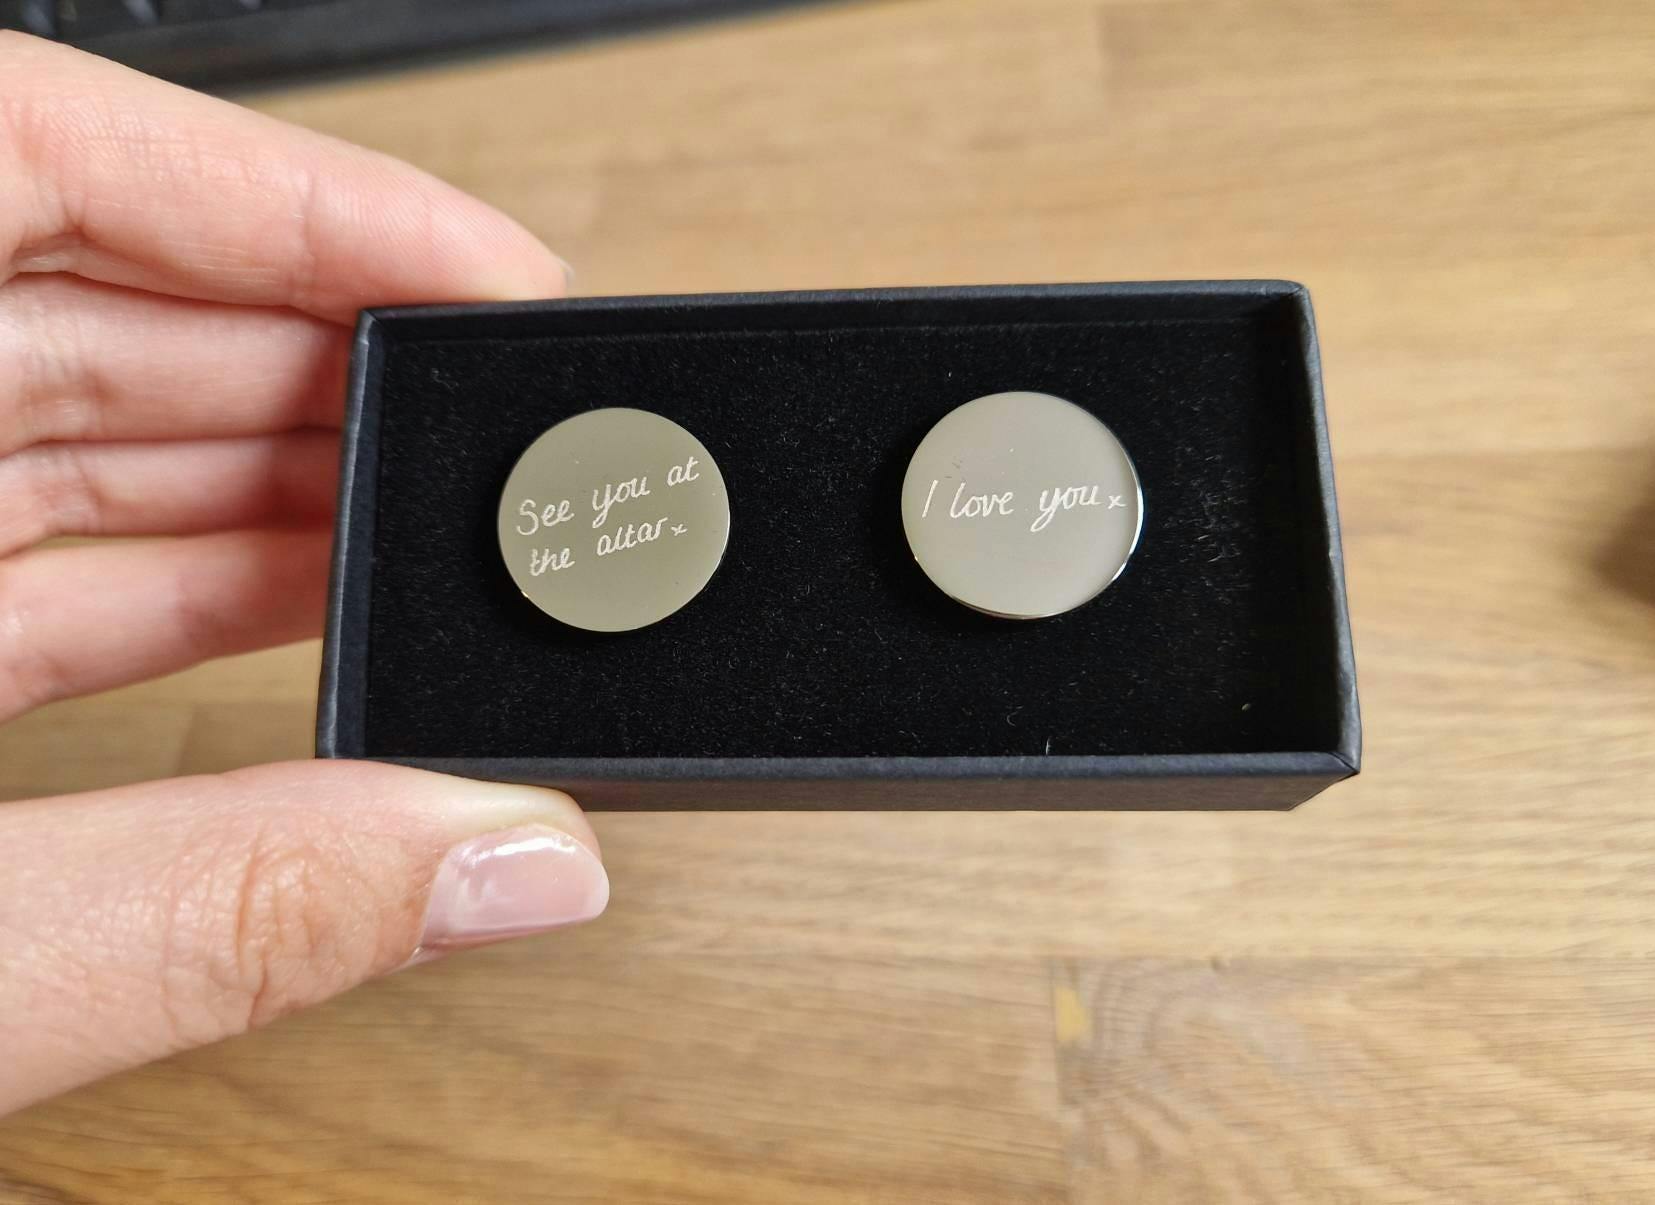 See you at
the altar x
I love you x